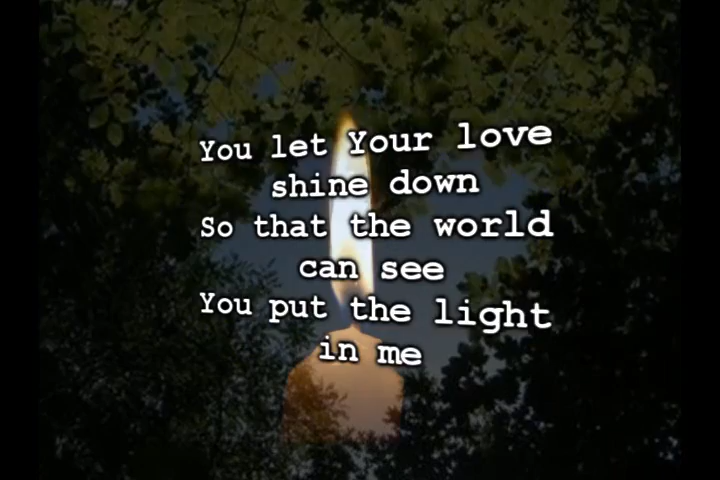 You let Your love
shine down
So that the world
can see
You put the light
in me